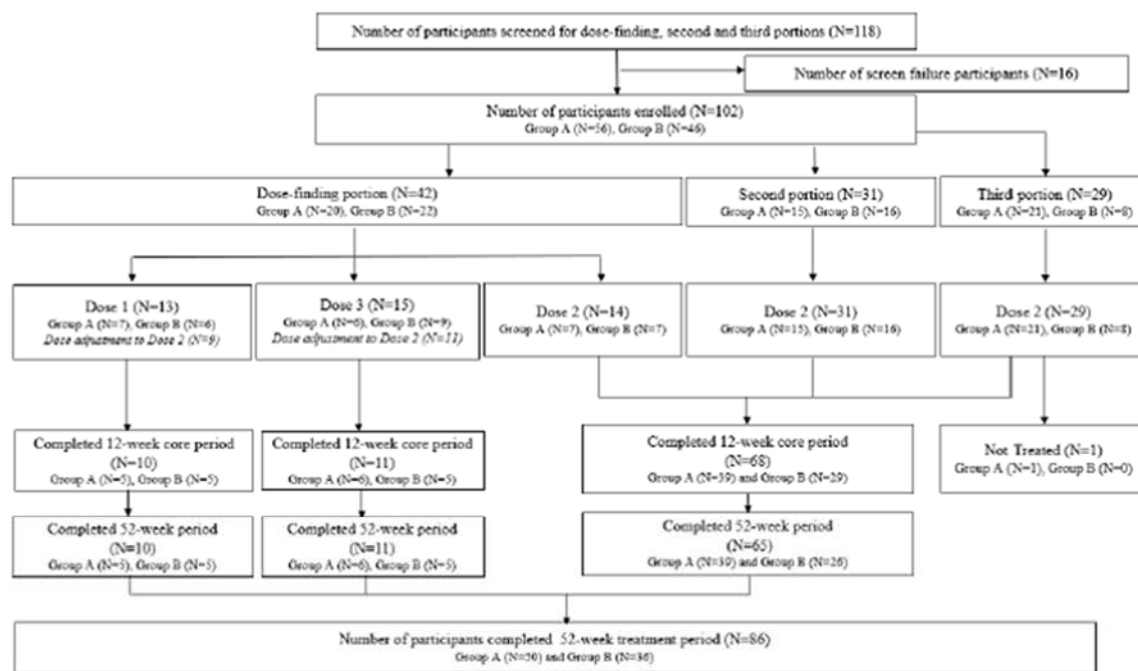 Number of participants screened for dose-finding, second and third portions (N=118)
Number of screen failure participants (N=16)
Number of participants enrolled (N=102)
Group A (N=56), Group B (N=46)
Dose-finding portion (N=42)
Group A (N=20), Group B (N=22)
Second portion (N=31)
Group A (N=15), Group B (N=16)
Third portion (N=29)
Group A (N=21), Group B (N=8)
Dose 1 (N=13)
Group A (N=7), Group B (N=6)
Dose adjustment to Dose 2 (N=9)
Dose 3 (N=15)
Group A (N=6), Group B (N=9)
Dose adjustment to Dose 2 (N=11)
Dose 2 (N=14)
Group A (N=7), Group B (N=7)
Dose 2 (N=31)
Group A (N=15), Group B (N=16)
Dose 2 (N=29)
Group A (N=21), Group B (N=8)
Completed 12-week core period
(N=10)
Group A (N=5), Group B (N=5)
Completed 12-week core period
(N=11)
Group A (N=6), Group B (N=5)
Completed 12-week core period
(N=68)
Group A (N=39) and Group B (N=29)
Not Treated (N=1)
Group A (N=1), Group B (N=0)
Completed 52-week period
(N=10)
Group A (N=5), Group B (N=5)
Completed 52-week period
(N=11)
Group A (N=6), Group B (N=5)
Completed 52-week period
(N=65)
Group A (N=39) and Group B (N=26)
Number of participants completed 52-week treatment period (N=86)
Group A (N=50) and Group B (N=36)